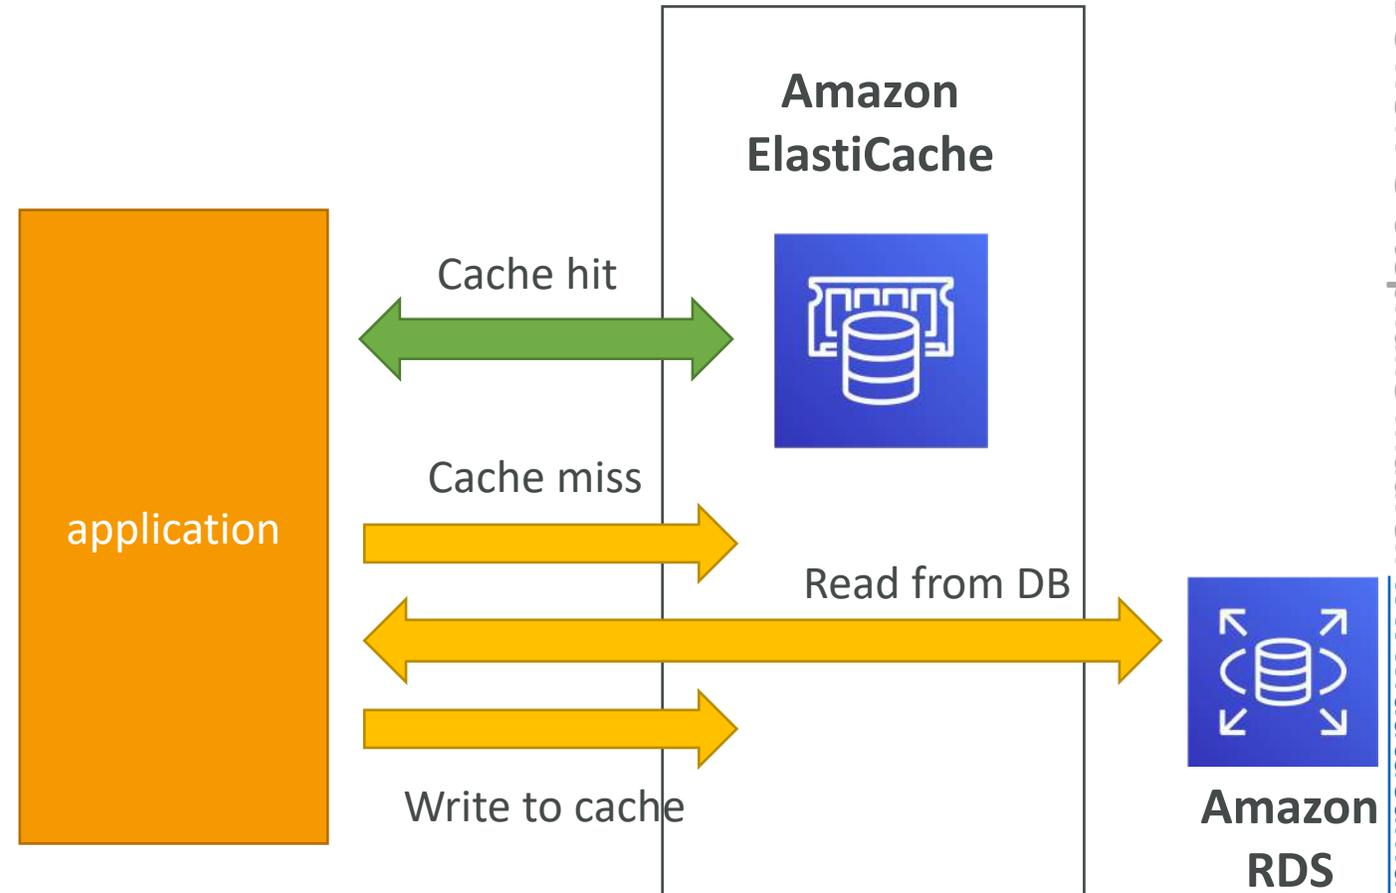 Amazon
ElastiCache
Cache hit
Cache miss
application
Read from DB
Write to cache
Amazon
RDS